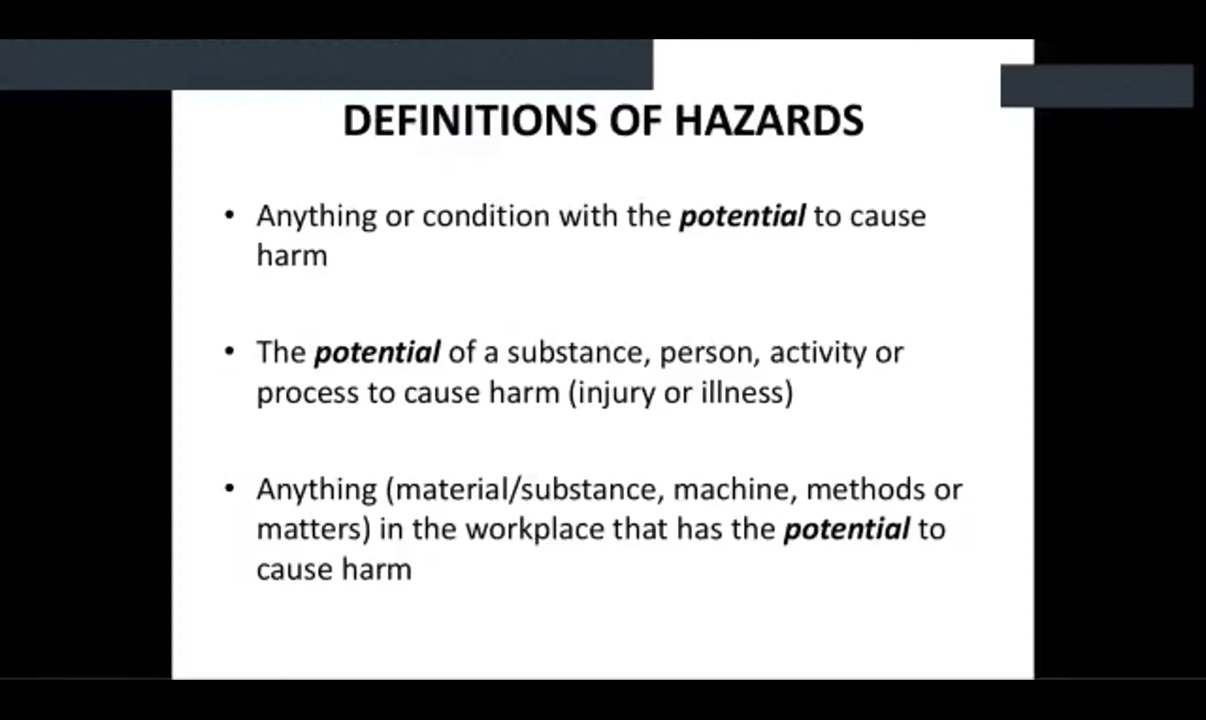 DEFINITIONS OF HAZARDS
• Anything or condition with the potential to cause
harm
• The potential of a substance, person, activity or
process to cause harm (injury or illness)
• Anything (material/substance, machine, methods or
matters) in the workplace that has the potential to
cause harm